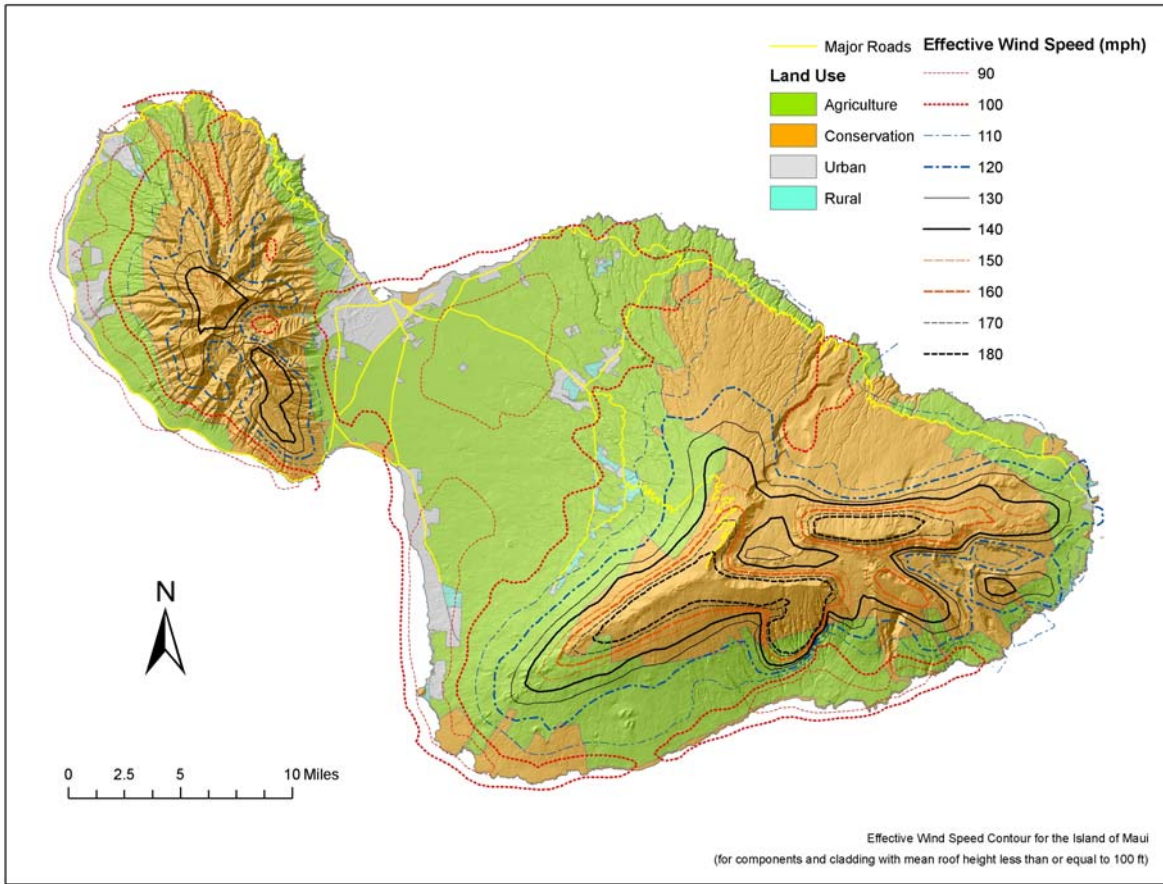 Major Roads
Land Use
Agriculture
Conservation
Urban
Rural
Effective Wind Speed (mph)
90
100
110
120
130
140
150
160
170
180
N
0 2.5 5 10 Miles
Effective Wind Speed Contour for the Island of Maui
(for components and cladding with mean roof height less than or equal to 100 ft)